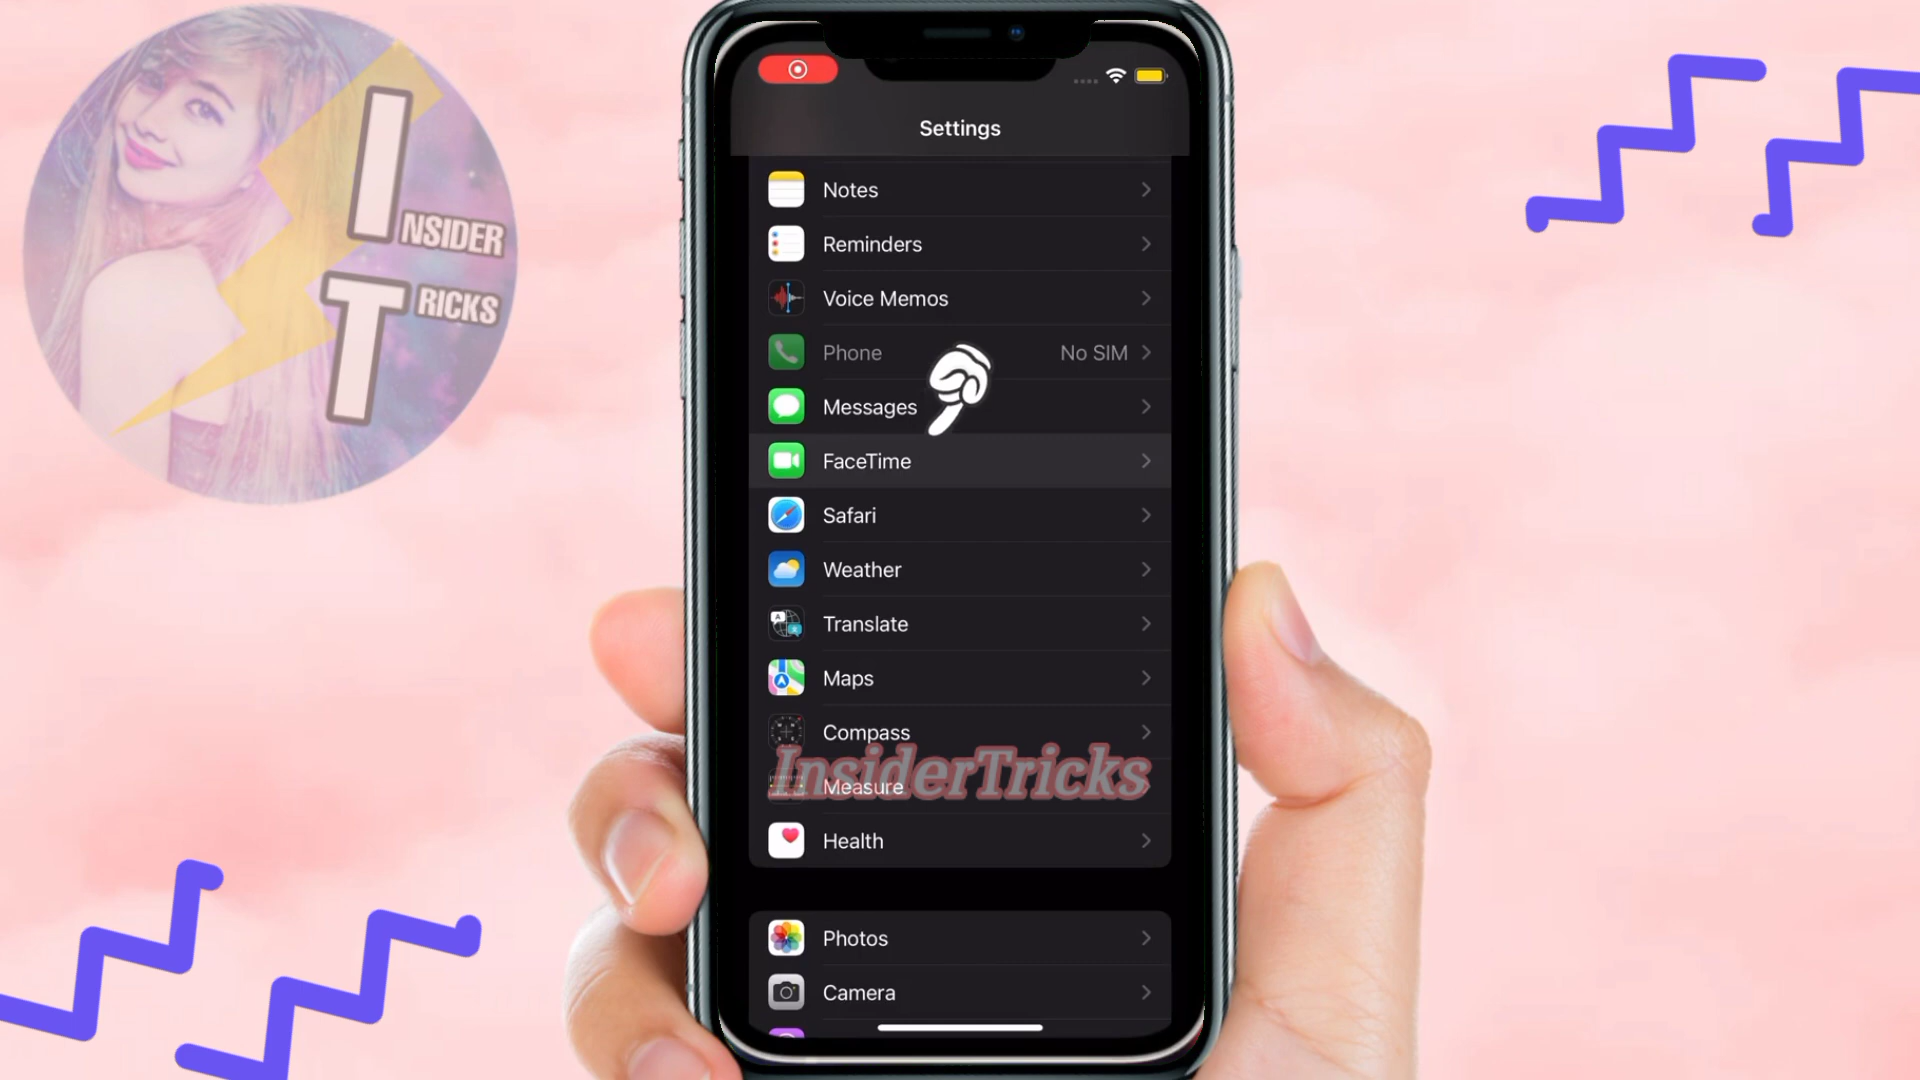 INSIDER
TRICKS
Settings
Notes
Reminders
Voice Memos
Phone No SIM
Messages
FaceTime
Safari
Weather
Translate
Maps
Compass
InsiderTricks
Measure
Health
Photos
Camera